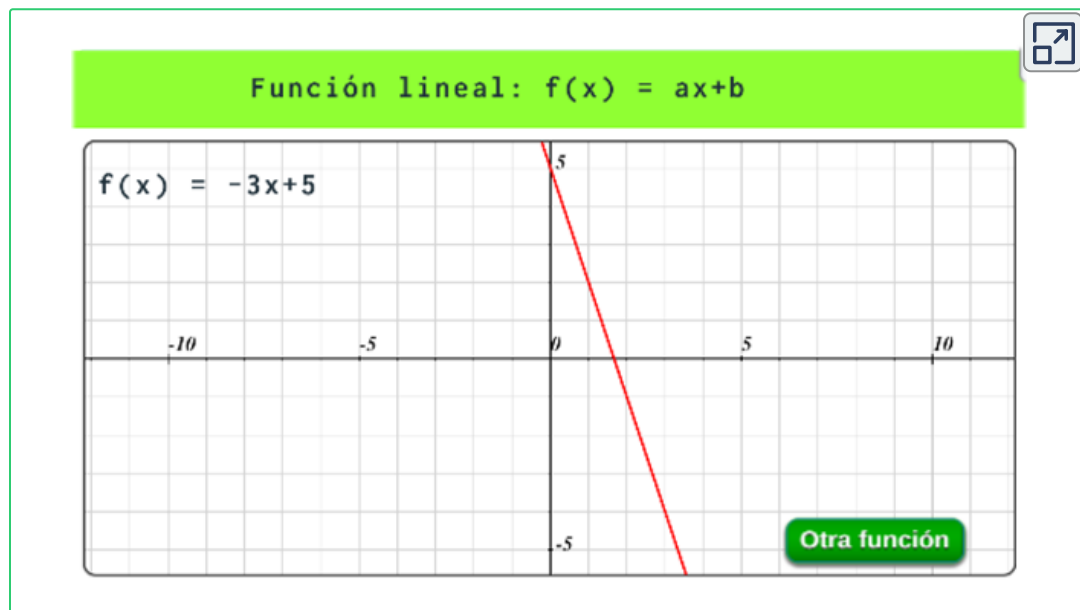 Función lineal: f(x) = ax+b
f(x) = -3x+5
5
-10
-5
0
5
10
-5
Otra función